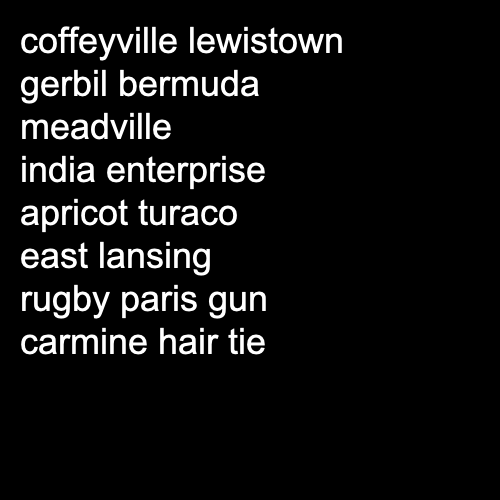 coffeyville lewistown
gerbil bermuda
meadville
india enterprise
apricot turaco
east lansing
rugby paris gun
carmine hair tie